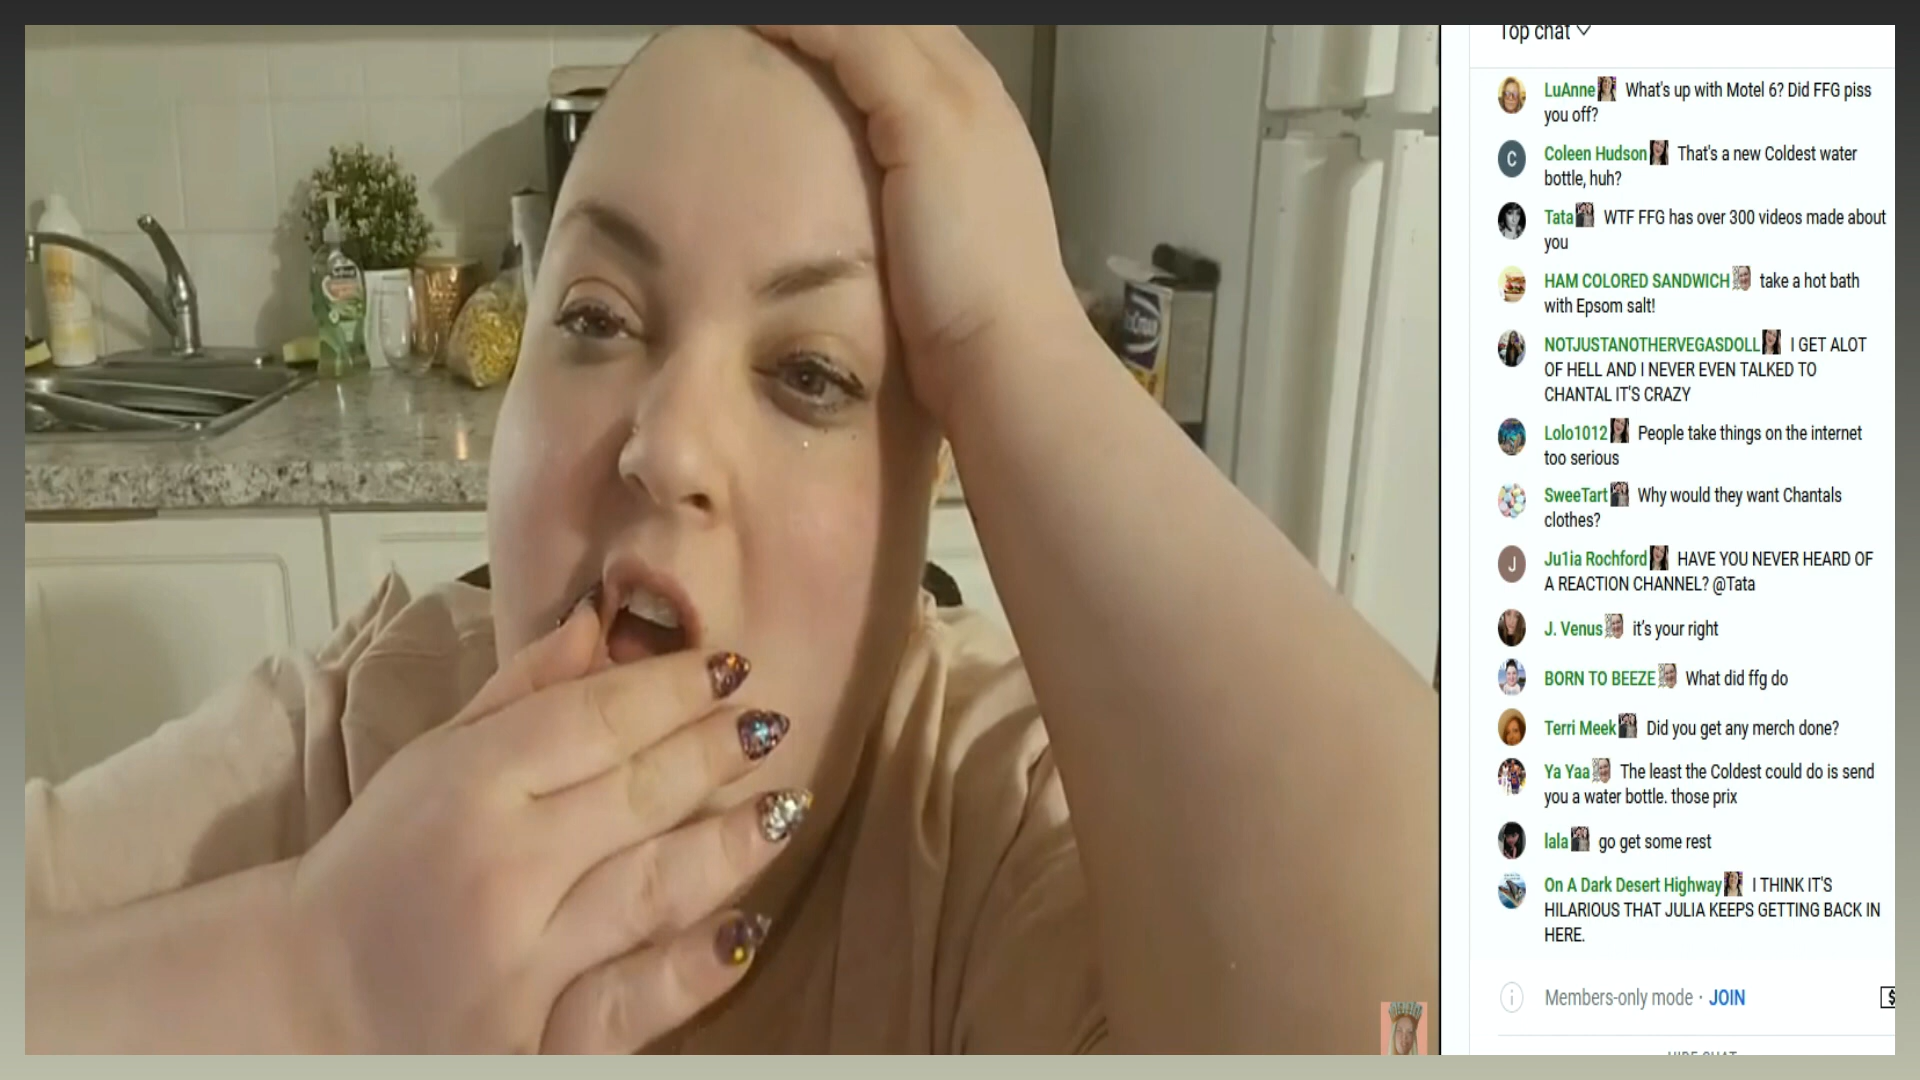 Top chat
LuAnne What's up with Motel 6? Did FFG piss
you off?
Coleen Hudson That's a new Coldest water
bottle, huh?
Tata WTF FFG has over 300 videos made about
you
HAM COLORED SANDWICH take a hot bath
with Epsom salt!
NOTJUSTANOTHERVEGASDOLL I GET ALOT
OF HELL AND I NEVER EVEN TALKED TO
CHANTAL IT'S CRAZY
Lolo1012 People take things on the internet
too serious
SweeTart Why would they want Chantals
clothes?
J
Ju1ia Rochford HAVE YOU NEVER HEARD OF
A REACTION CHANNEL? @Tata
J. Venus it's your right
BORN TO BEEZE What did ffg do
Terri Meek Did you get any merch done?
Ya Yaa The least the Coldest could do is send
you a water bottle. those prix
lala go get some rest
On A Dark Desert Highway I THINK IT'S
HILARIOUS THAT JULIA KEEPS GETTING BACK IN
HERE.
Members-only mode · JOIN
HIDE CHAT